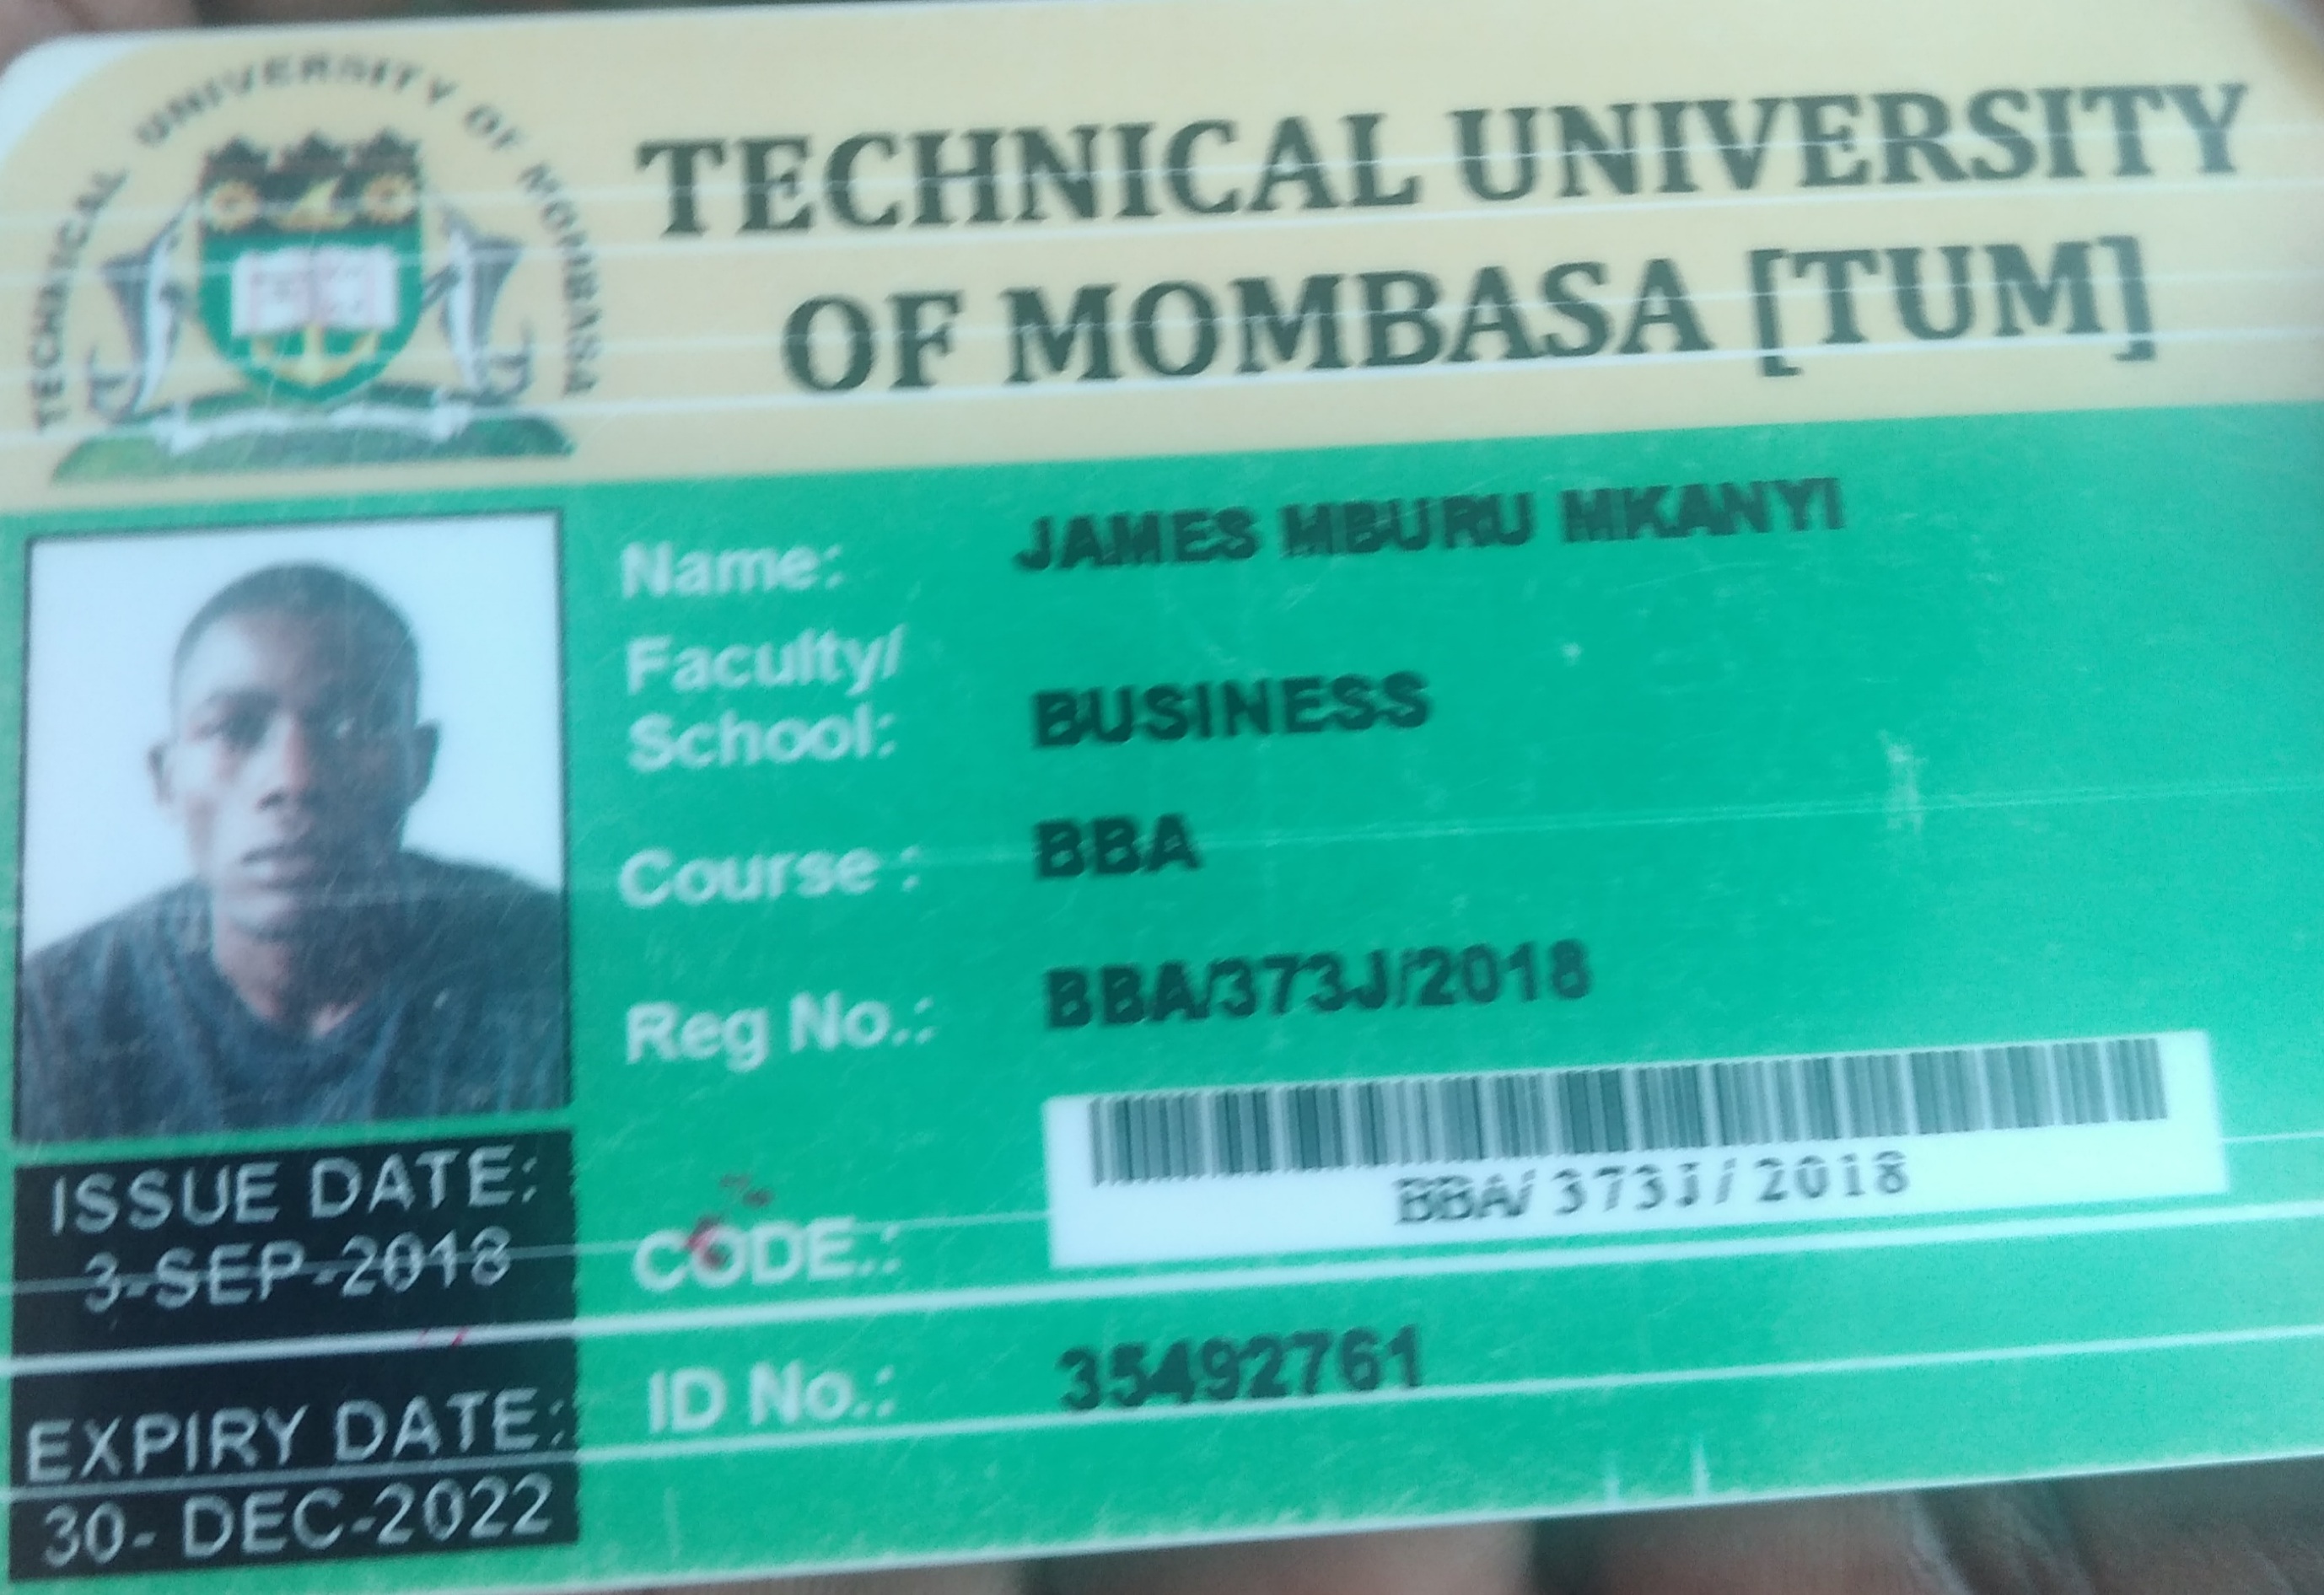 TECHNICAL UNIVERSITY OF MOMBASA
TECHNICAL UNIVERSITY
OF MOMBASA [TUM]
Name: JAMES MBURU MKANYI
Faculty/
School: BUSINESS
Course : BBA
Reg No.: BBA/373J/2018
CODE.: BBA/ 373J / 2018
ID No.: 35492761
ISSUE DATE:
3-SEP-2018
EXPIRY DATE:
30- DEC-2022